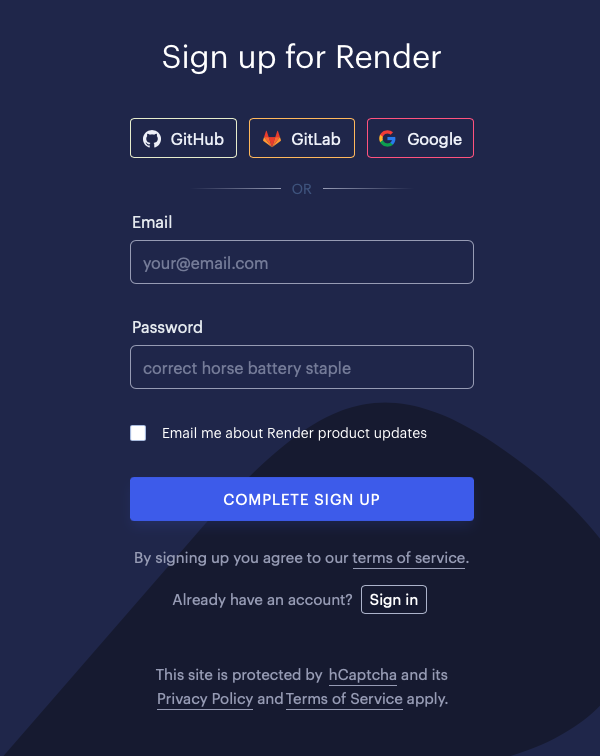 Sign up for Render
GitHub GitLab Google
OR
Email
your@email.com
Password
correct horse battery staple
Email me about Render product updates
COMPLETE SIGN UP
By signing up you agree to our terms of service.
Already have an account? Sign in
This site is protected by hCaptcha and its
Privacy Policy and Terms of Service apply.